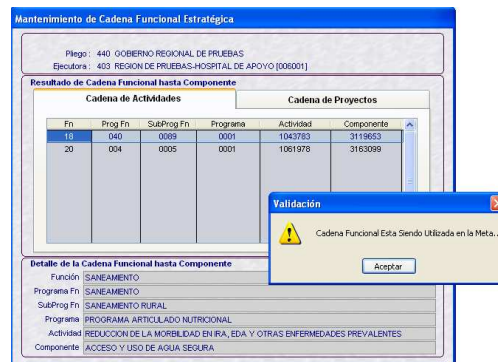 Mantenimiento de Cadena Funcional Estratégica
Pliego : 440 GOBIERNO REGIONAL DE PRUEBAS
Ejecutora : 403 REGION DE PRUEBAS-HOSPITAL DE APOYO [006001]
Resultado de Cadena Funcional hasta Componente
Cadena de Actividades Cadena de Proyectos
Fn Prog Fn SubProg Fn Programa Actividad Componente
18 040 0089 0001 1043783 3119653
20 004 0005 0001 1061978 3163099
Validación
Cadena Funcional Esta Siendo Utilizada en la Meta..
Aceptar
Detalle de la Cadena Funcional hasta Componente
Función SANEAMIENTO
Programa Fn SANEAMIENTO
SubProg Fn SANEAMIENTO RURAL
Programa PROGRAMA ARTICULADO NUTRICIONAL
Actividad REDUCCION DE LA MORBILIDAD EN IRA, EDA Y OTRAS ENFERMEDADES PREVALENTES
Componente ACCESO Y USO DE AGUA SEGURA